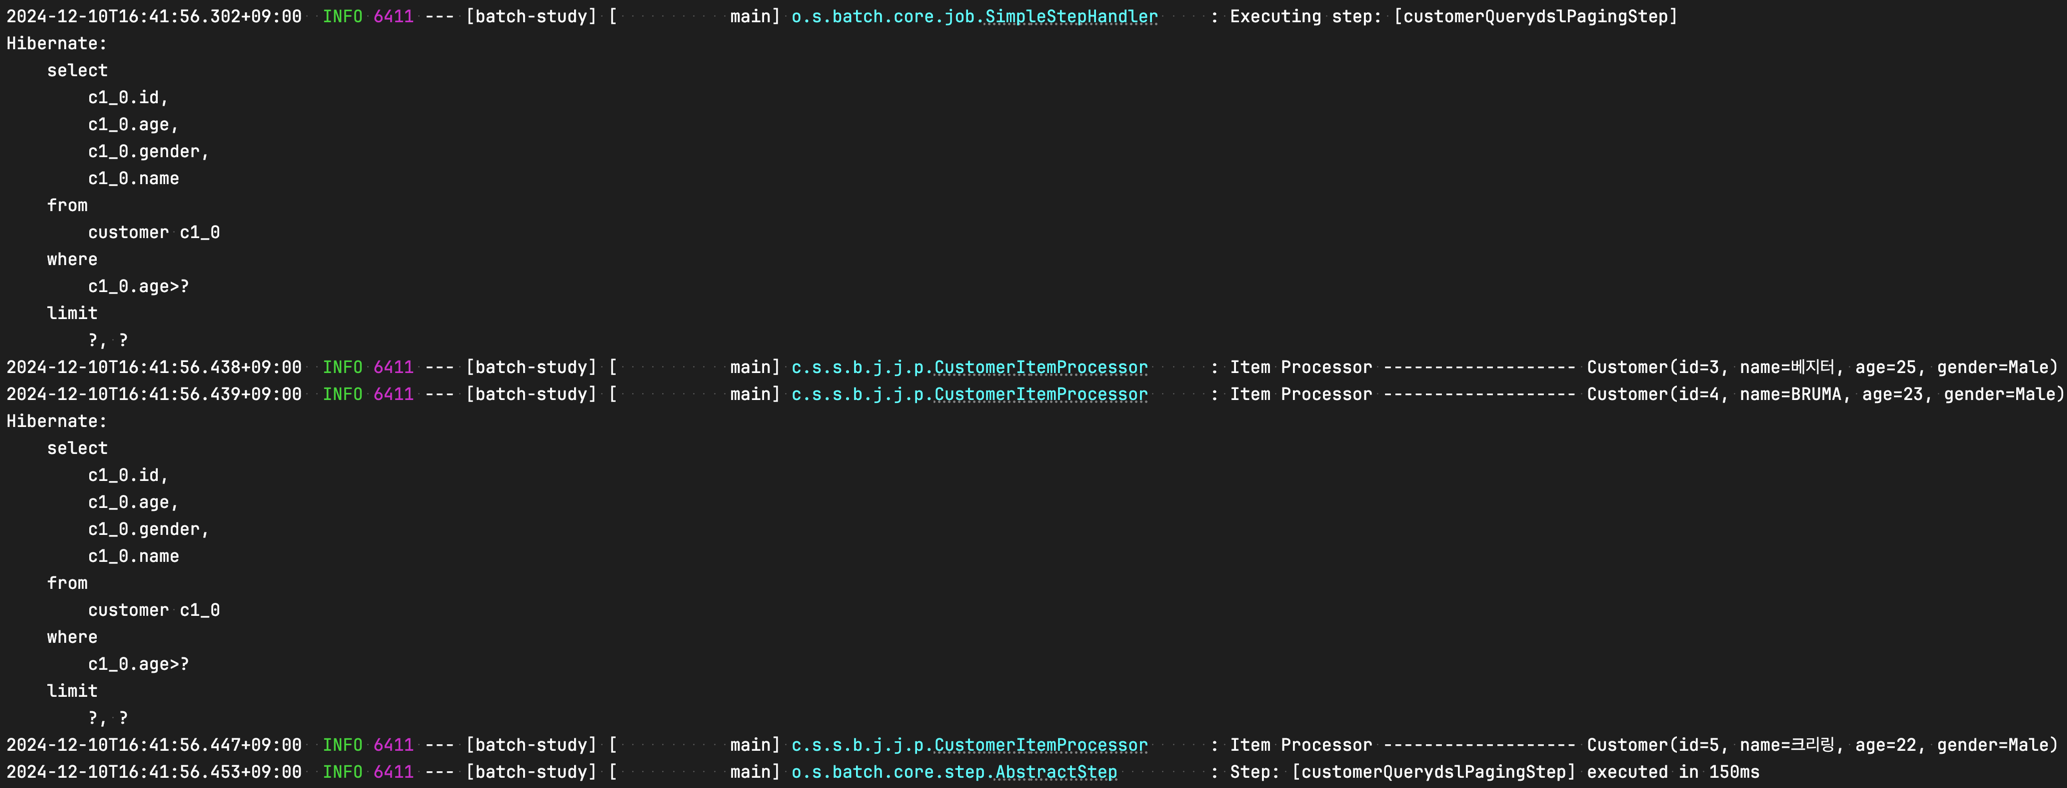 2024-12-10T16:41:56.302+09:00  INFO 6411 --- [batch-study] [           main] o.s.batch.core.job.SimpleStepHandler     : Executing step: [customerQuerydslPagingStep]
Hibernate:
    select
        c1_0.id,
        c1_0.age,
        c1_0.gender,
        c1_0.name
    from
        customer c1_0
    where
        c1_0.age>?
    limit
        ?, ?
2024-12-10T16:41:56.438+09:00  INFO 6411 --- [batch-study] [           main] c.s.s.b.j.j.p.CustomerItemProcessor      : Item Processor ------------------- Customer(id=3, name=베지터, age=25, gender=Male)
2024-12-10T16:41:56.439+09:00  INFO 6411 --- [batch-study] [           main] c.s.s.b.j.j.p.CustomerItemProcessor      : Item Processor ------------------- Customer(id=4, name=BRUMA, age=23, gender=Male)
Hibernate:
    select
        c1_0.id,
        c1_0.age,
        c1_0.gender,
        c1_0.name
    from
        customer c1_0
    where
        c1_0.age>?
    limit
        ?, ?
2024-12-10T16:41:56.447+09:00  INFO 6411 --- [batch-study] [           main] c.s.s.b.j.j.p.CustomerItemProcessor      : Item Processor ------------------- Customer(id=5, name=크리링, age=22, gender=Male)
2024-12-10T16:41:56.453+09:00  INFO 6411 --- [batch-study] [           main] o.s.batch.core.step.AbstractStep         : Step: [customerQuerydslPagingStep] executed in 150ms